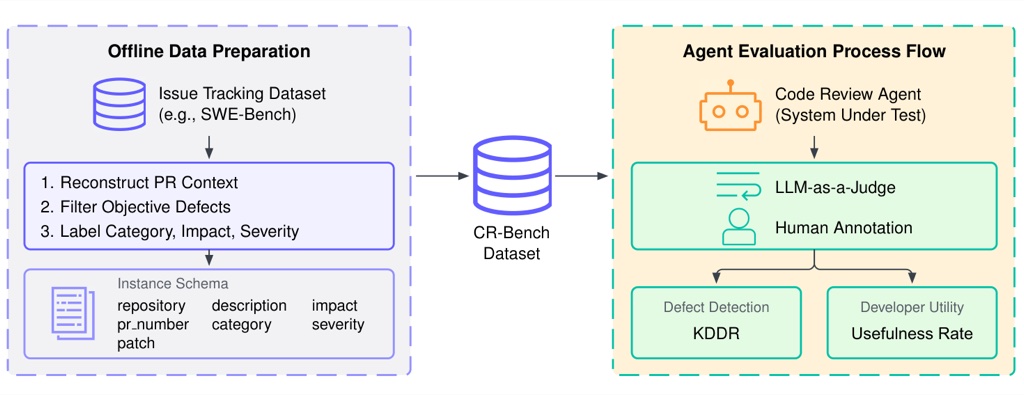 Offline Data Preparation
Issue Tracking Dataset
(e.g., SWE-Bench)
1. Reconstruct PR Context
2. Filter Objective Defects
3. Label Category, Impact, Severity
Instance Schema
repository description impact
pr_number category severity
patch
CR-Bench
Dataset
Agent Evaluation Process Flow
Code Review Agent
(System Under Test)
LLM-as-a-Judge
Human Annotation
Defect Detection
KDDR
Developer Utility
Usefulness Rate